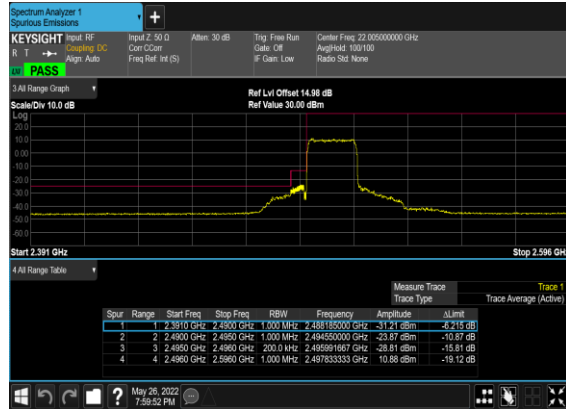 Spectrum Analyzer 1
Spurious Emissions
KEYSIGHT Input: RF Input Z: 50 Ω Atten: 30 dB Trig: Free Run Center Freq: 22.005000000 GHz
R T Coupling: DC Corr CCorr Gate: Off Avg|Hold: 100/100
Align: Auto Freq Ref: Int (S) IF Gain: Low Radio Std: None
PASS
3 All Range Graph
Ref Lvl Offset 14.98 dB
Scale/Div 10.0 dB Ref Value 30.00 dBm
Log
20.0
10.0
0.00
-10.0
-20.0
-30.0
-40.0
-50.0
-60.0
Start 2.391 GHz Stop 2.596 GH
4 All Range Table
Measure Trace Trace 1
Trace Type Trace Average (Active)
Spur Range Start Freq Stop Freq RBW Frequency Amplitude ΔLimit
1 1 2.3910 GHz 2.4900 GHz 1.000 MHz 2.488185000 GHz -31.21 dBm -6.215 dB
2 2 2.4900 GHz 2.4950 GHz 1.000 MHz 2.494550000 GHz -23.87 dBm -10.87 dB
3 3 2.4950 GHz 2.4960 GHz 200.0 kHz 2.495991667 GHz -28.81 dBm -15.81 dB
4 4 2.4960 GHz 2.5960 GHz 1.000 MHz 2.497833333 GHz 10.88 dBm -19.12 dB
? May 26, 2022
7:59:52 PM